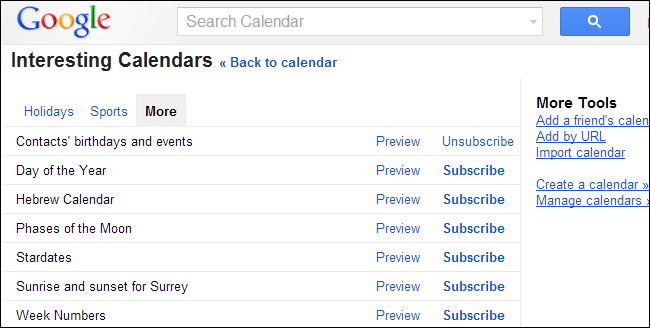 Google
Search Calendar
Interesting Calendars « Back to calendar
Holidays Sports More
Contacts' birthdays and events Preview Unsubscribe
Day of the Year Preview Subscribe
Hebrew Calendar Preview Subscribe
Phases of the Moon Preview Subscribe
Stardates Preview Subscribe
Sunrise and sunset for Surrey Preview Subscribe
Week Numbers Preview Subscribe
More Tools
Add a friend's calen
Add by URL
Import calendar
Create a calendar »
Manage calendars »